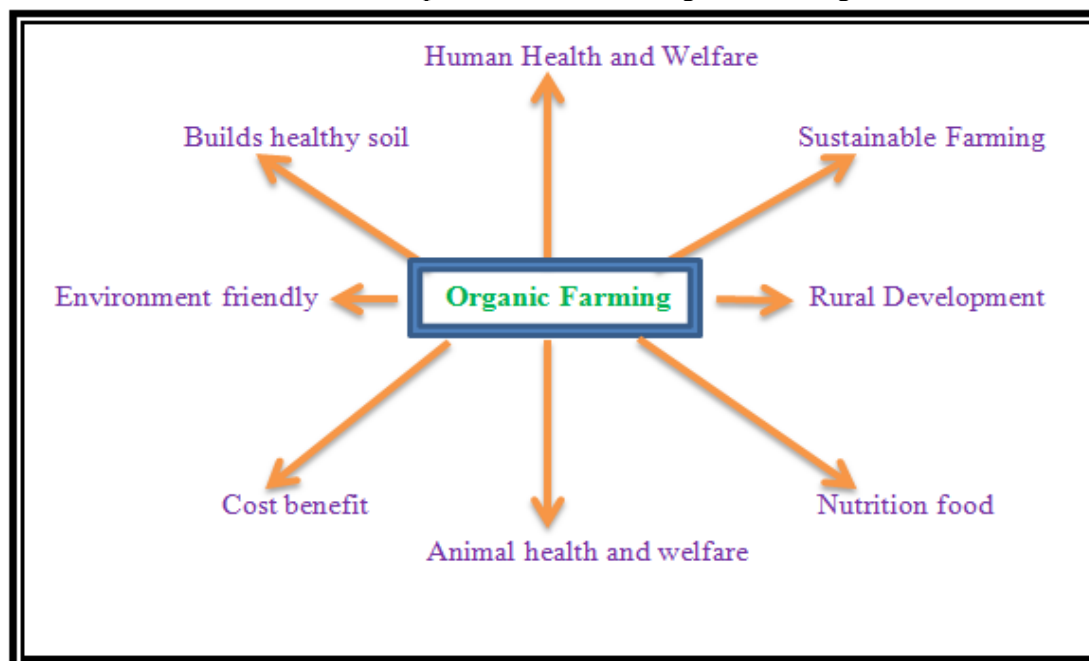 Human Health and Welfare
Builds healthy soil
Sustainable Farming
Environment friendly
Organic Farming
Rural Development
Cost benefit
Nutrition food
Animal health and welfare